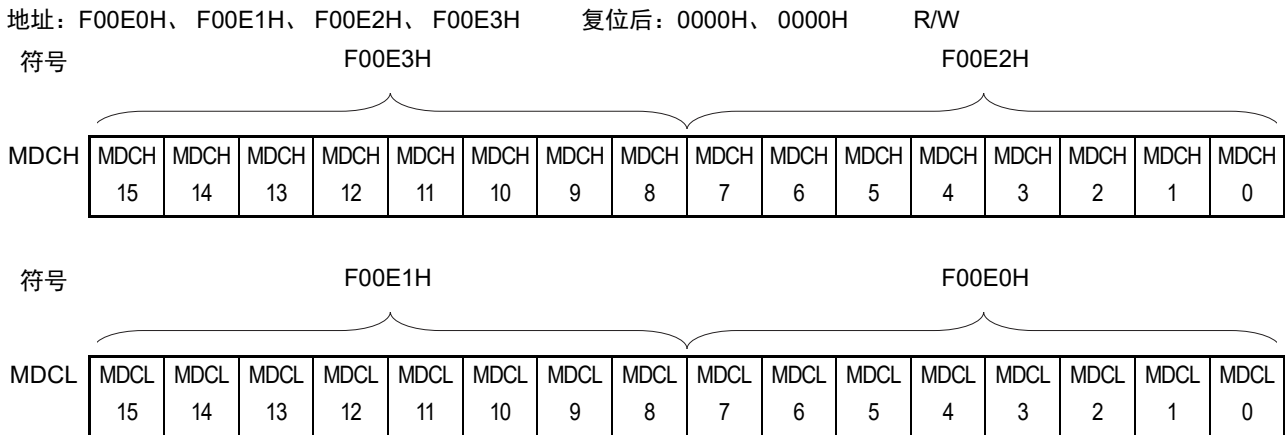 地址：F00E0H、 F00E1H、 F00E2H、 F00E3H 复位后：0000H、 0000H R/W
符号 F00E3H F00E2H
MDCH MDCH MDCH MDCH MDCH MDCH MDCH MDCH MDCH MDCH MDCH MDCH MDCH MDCH MDCH MDCH MDCH
15 14 13 12 11 10 9 8 7 6 5 4 3 2 1 0
符号 F00E1H F00E0H
MDCL MDCL MDCL MDCL MDCL MDCL MDCL MDCL MDCL MDCL MDCL MDCL MDCL MDCL MDCL MDCL MDCL
15 14 13 12 11 10 9 8 7 6 5 4 3 2 1 0